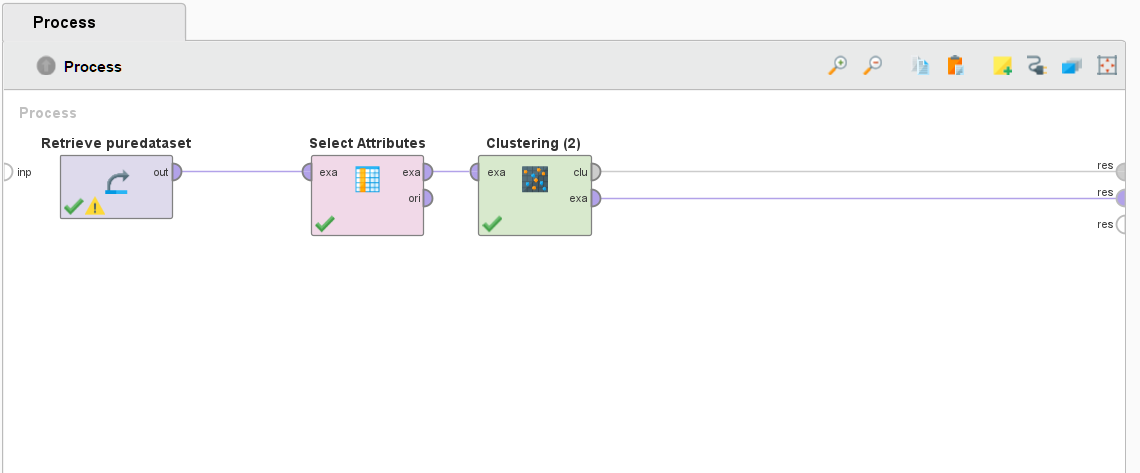 Process
Process
Process
Retrieve puredataset
Select Attributes
Clustering (2)
inp
out
exa
exa
ori
exa
clu
exa
res
res
res